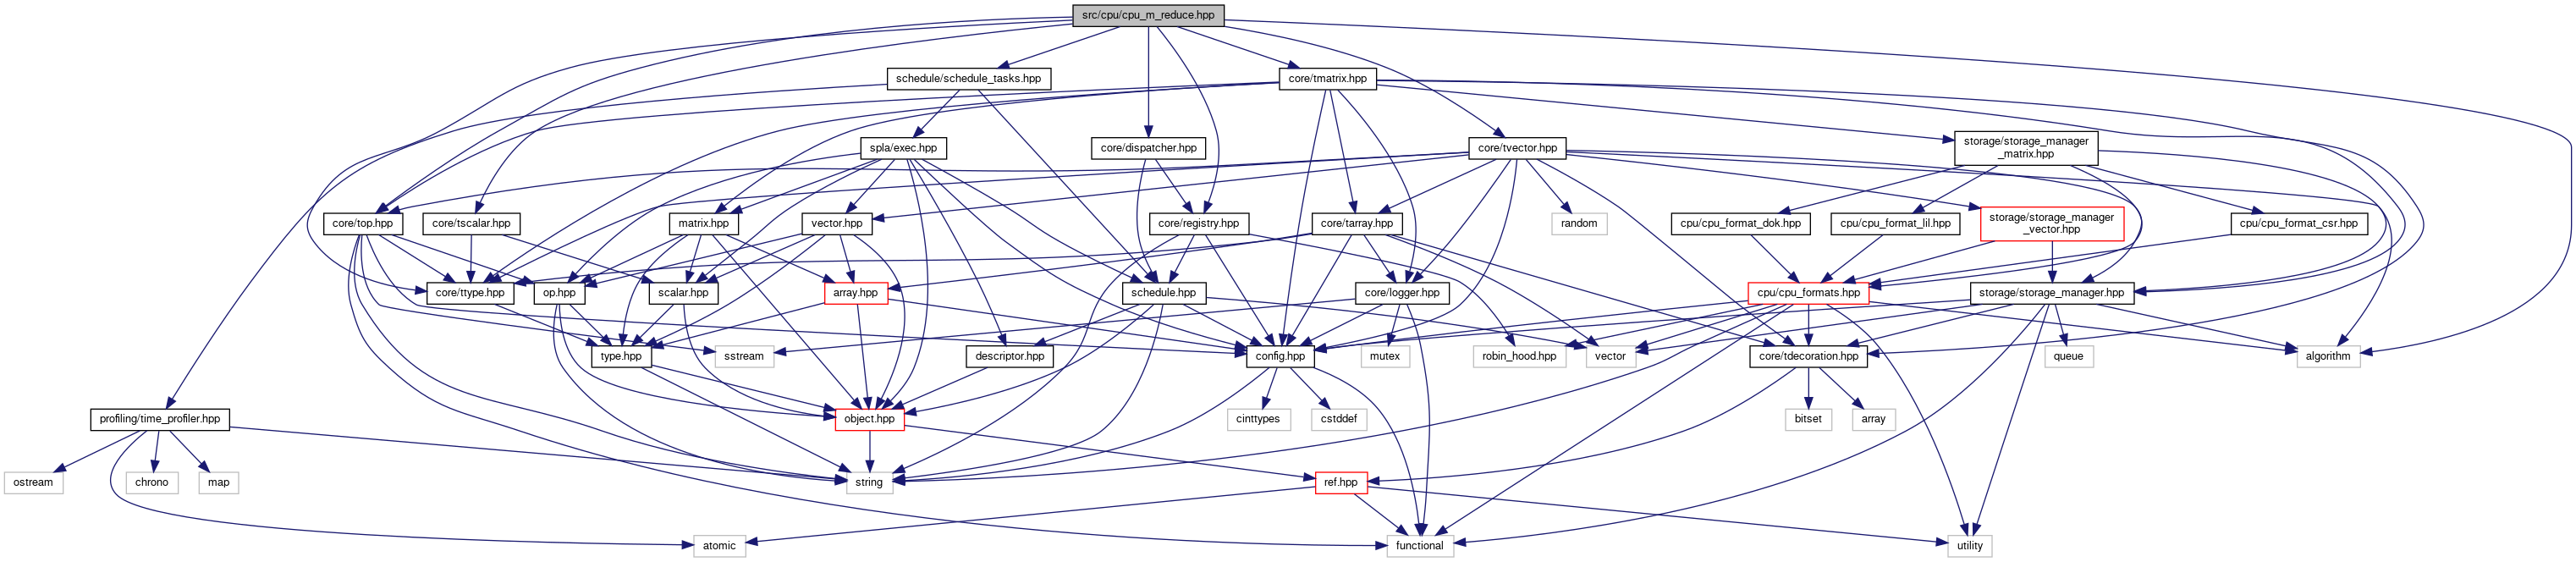 src/cpu/cpu_m_reduce.hpp
schedule/schedule_tasks.hpp
core/tmatrix.hpp
spla/exec.hpp
core/dispatcher.hpp
core/tvector.hpp
storage/storage_manager
_matrix.hpp
core/top.hpp
core/tscalar.hpp
matrix.hpp
vector.hpp
core/registry.hpp
core/tarray.hpp
random
cpu/cpu_format_dok.hpp
cpu/cpu_format_lil.hpp
storage/storage_manager
_vector.hpp
cpu/cpu_format_csr.hpp
core/ttype.hpp
op.hpp
scalar.hpp
array.hpp
schedule.hpp
core/logger.hpp
cpu/cpu_formats.hpp
storage/storage_manager.hpp
type.hpp
sstream
descriptor.hpp
config.hpp
mutex
robin_hood.hpp
vector
core/tdecoration.hpp
queue
algorithm
profiling/time_profiler.hpp
object.hpp
cinttypes
cstddef
bitset
array
ostream
chrono
map
string
ref.hpp
atomic
functional
utility